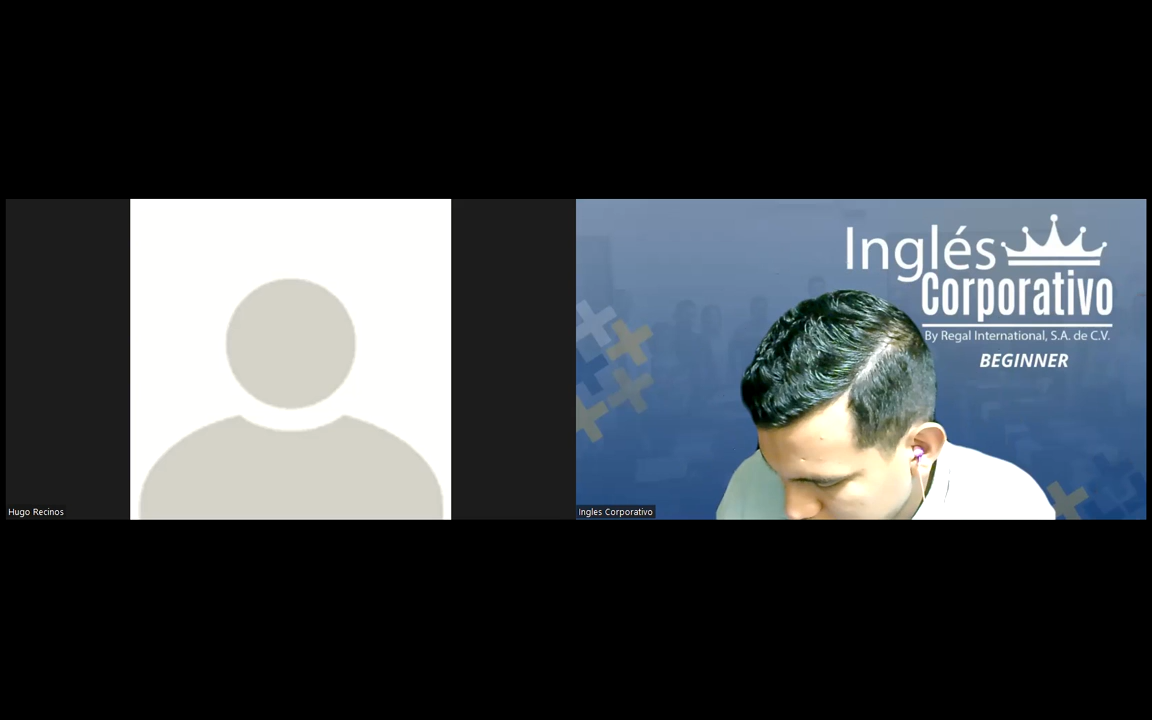 Inglés
Corporativo
By Regal International, S.A. de C.V.
BEGINNER
Hugo Recinos
Ingles Corporativo